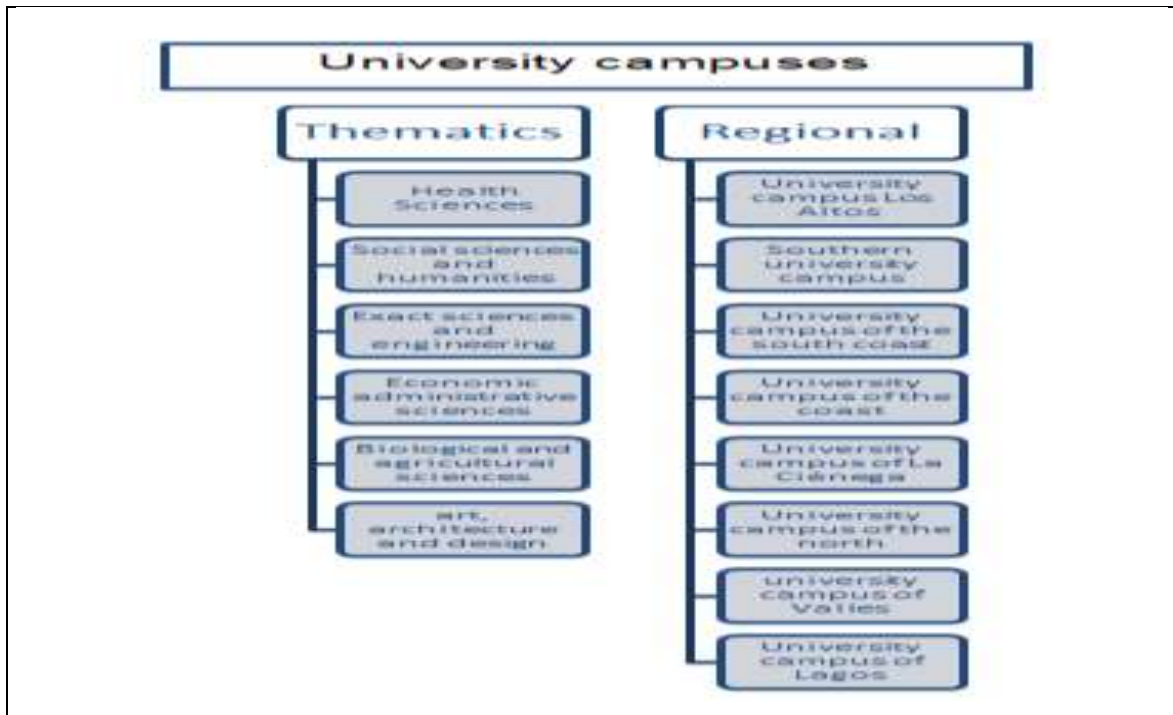 University campuses
Thematics
Health
Sciences
Social sciences
and
humanities
Exact sciences
and
engineering
Economic
administrative
sciences
Biological and
agricultural
sciences
art,
architecture
and design
Regional
University
campus Los
Altos
Southern
university
campus
University
campus of the
south coast
University
campus of the
coast
University
campus of La
Ciénega
University
campus of the
north
university
campus of
Valles
University
campus of
Lagos